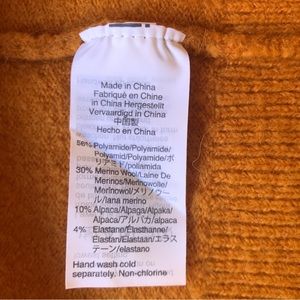 Made in China
Fabriqué en Chine
in China Hergestellt
Vervaardigd in China
中国製
Hecho en China
56% Polyamide/Polyamide/
Polyamid/Polyamide/ポ
リアミド/poliamida
30% Merino Wool/Laine De
Merinos/Merinowolle/
Merinowol/メリノウー
ル/lana merino
10% Alpaca/Alpaga/Alpaka/
Alpaca/アルパカ/alpaca
4% Elastane/Élasthanne/
Elastan/Elastaan/エラス
テーン/elastano
Hand wash cold
separately. Non-chlorine